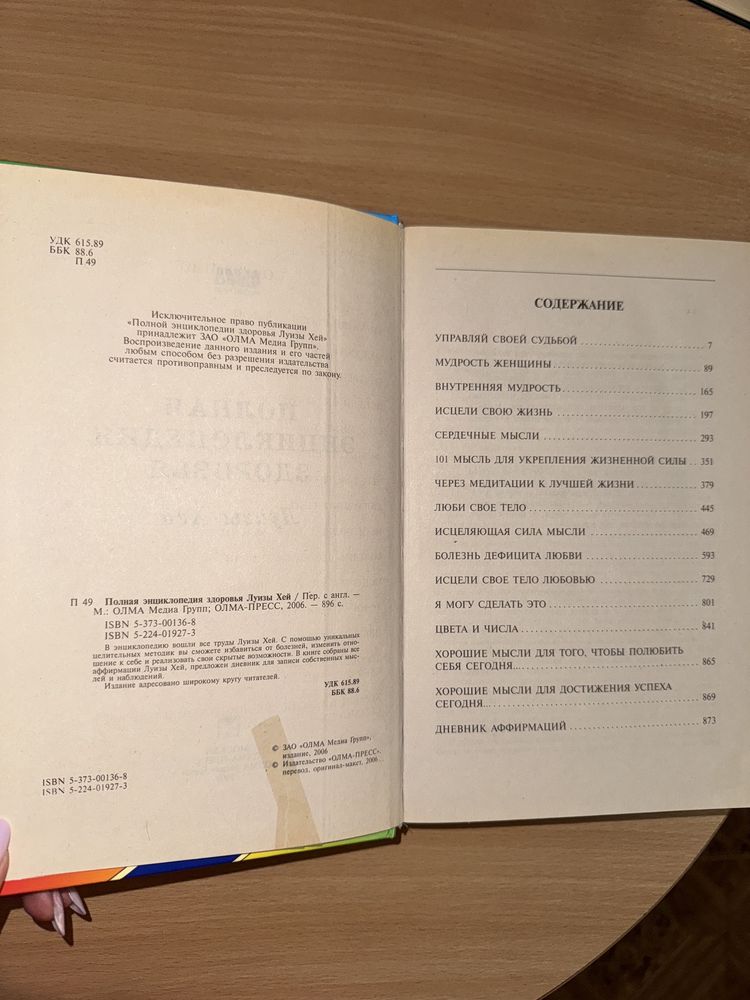 УДК 615.89
ББК 88.6
П 49
Исключительное право публикации
«Полной энциклопедии здоровья Луизы Хей»
принадлежит ЗАО «ОЛМА Медиа Групп».
Воспроизведение данного издания и его частей
любым способом без разрешения издательства
считается противоправным и преследуется по закону.
П 49 Полная энциклопедия здоровья Луизы Хей / Пер. с англ. —
М.: ОЛМА Медиа Групп; ОЛМА-ПРЕСС, 2006. — 896 с.
ISBN 5-373-00136-8
ISBN 5-224-01927-3
В энциклопедию вошли все труды Луизы Хей. С помощью уникальных
целительных методик вы сможете избавиться от болезней, изменить отно-
шение к себе и реализовать свои скрытые возможности. В книге собраны все
аффирмации Луизы Хей, предложен дневник для записи собственных мыс-
лей и наблюдений.
Издание адресовано широкому кругу читателей.
УДК 615.89
ББК 88.6
© ЗАО «ОЛМА Медиа Групп»,
издание, 2006
© Издательство «ОЛМА-ПРЕСС»,
перевод, оригинал-макет, 2006
ISBN 5-373-00136-8
ISBN 5-224-01927-3
СОДЕРЖАНИЕ
УПРАВЛЯЙ СВОЕЙ СУДЬБОЙ 7
МУДРОСТЬ ЖЕНЩИНЫ 89
ВНУТРЕННЯЯ МУДРОСТЬ 165
ИСЦЕЛИ СВОЮ ЖИЗНЬ 197
СЕРДЕЧНЫЕ МЫСЛИ 293
101 МЫСЛЬ ДЛЯ УКРЕПЛЕНИЯ ЖИЗНЕННОЙ СИЛЫ 351
ЧЕРЕЗ МЕДИТАЦИИ К ЛУЧШЕЙ ЖИЗНИ 379
ЛЮБИ СВОЕ ТЕЛО 445
ИСЦЕЛЯЮЩАЯ СИЛА МЫСЛИ 469
БОЛЕЗНЬ ДЕФИЦИТА ЛЮБВИ 593
ИСЦЕЛИ СВОЕ ТЕЛО ЛЮБОВЬЮ 729
Я МОГУ СДЕЛАТЬ ЭТО 801
ЦВЕТА И ЧИСЛА 841
ХОРОШИЕ МЫСЛИ ДЛЯ ТОГО, ЧТОБЫ ПОЛЮБИТЬ
СЕБЯ СЕГОДНЯ... 865
ХОРОШИЕ МЫСЛИ ДЛЯ ДОСТИЖЕНИЯ УСПЕХА
СЕГОДНЯ... 869
ДНЕВНИК АФФИРМАЦИЙ 873